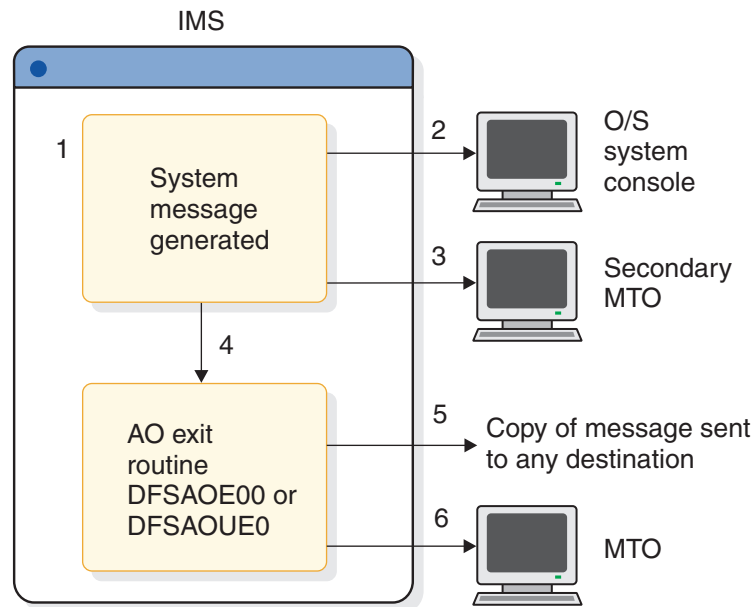 IMS
1
System
message
generated
2
O/S
system
console
3
Secondary
MTO
4
AO exit
routine
DFSAOE00 or
DFSAOUE0
5
Copy of message sent
to any destination
6
MTO